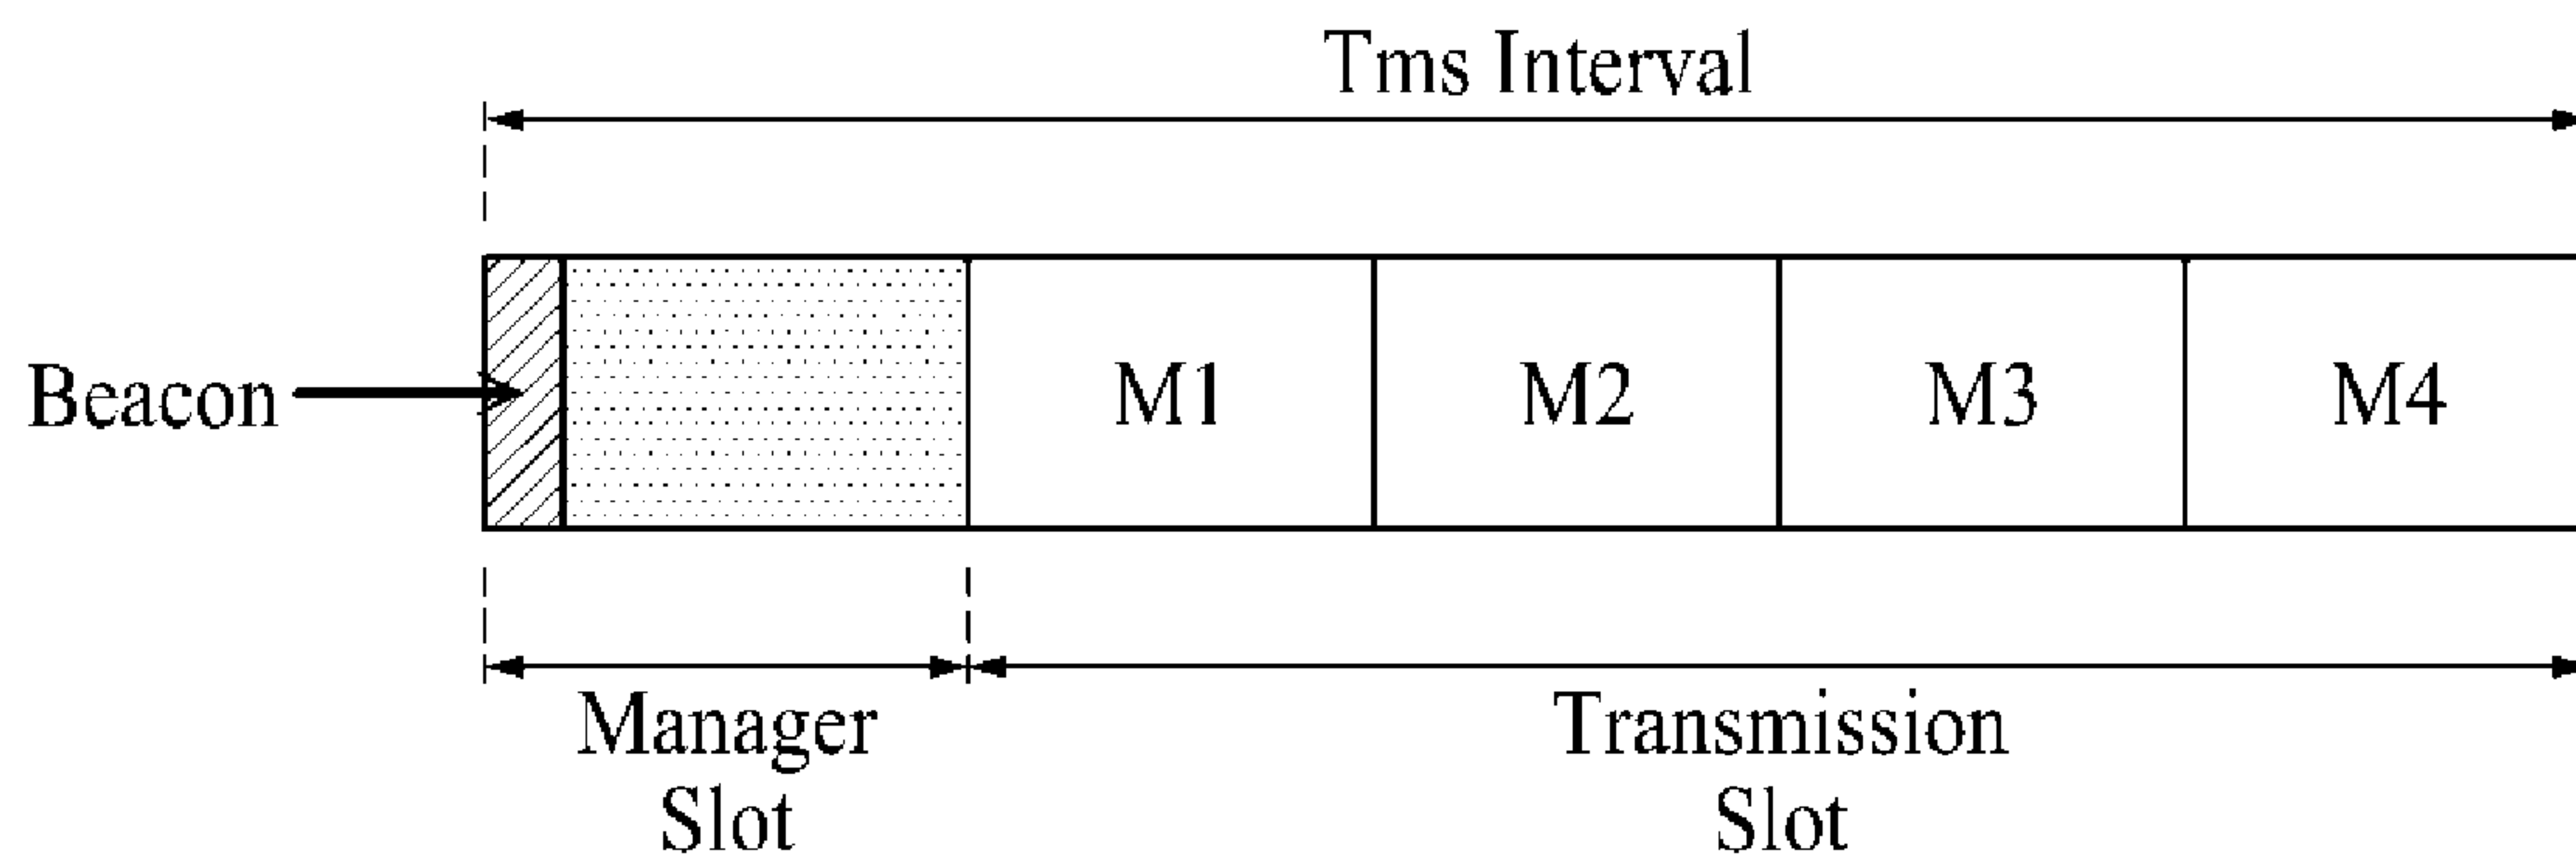 Tms Interval
Beacon
M1
M2
M3
M4
Manager
Slot
Transmission
Slot